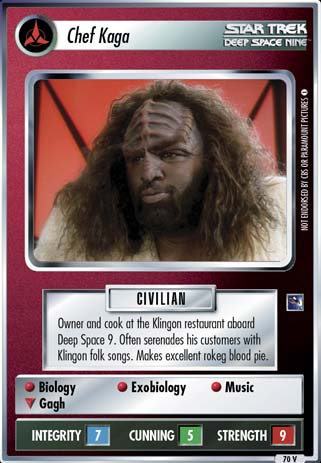 Chef Kaga
STAR TREK
DEEP SPACE NINE
NOT ENDORSED BY CBS OR PARAMOUNT PICTURES
CIVILIAN
Owner and cook at the Klingon restaurant aboard
Deep Space 9. Often serenades his customers with
Klingon folk songs. Makes excellent rokeg blood pie.
Biology Exobiology Music
Gagh
INTEGRITY 7 CUNNING 5 STRENGTH 9
70 V